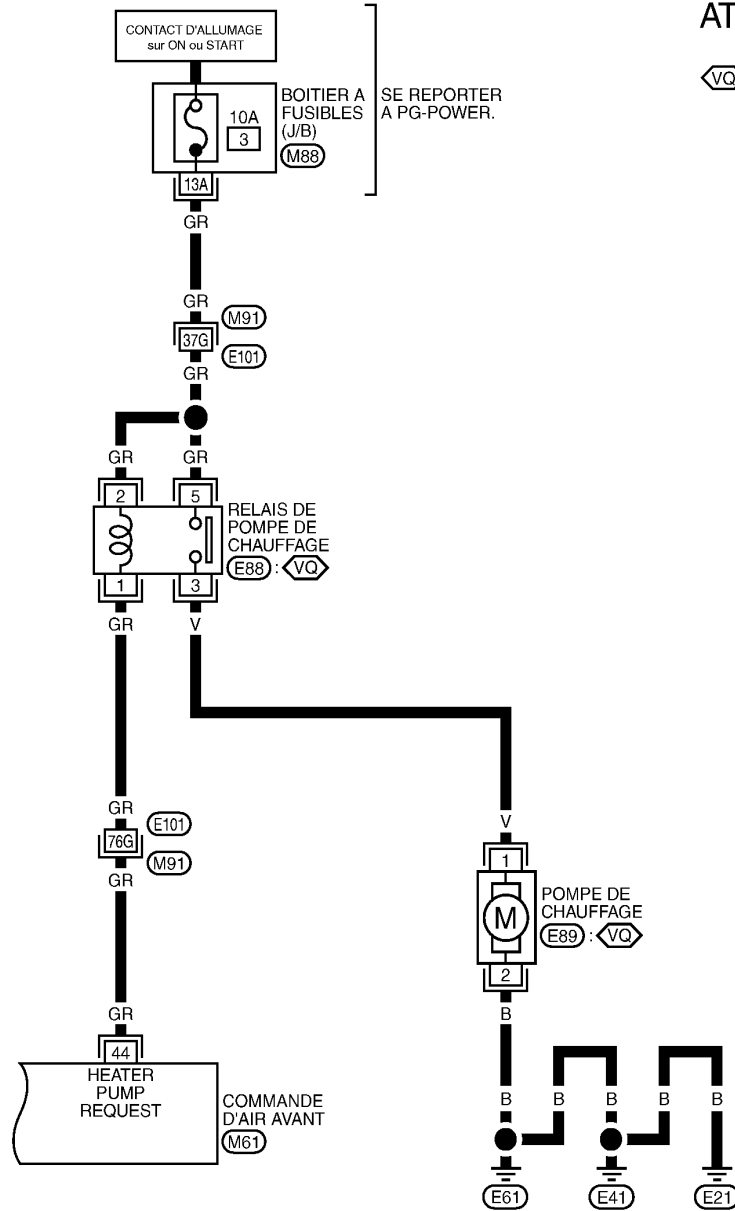 AT
VQ
CONTACT D'ALLUMAGE
sur ON ou START
BOITIER A
FUSIBLES
(J/B)
M88
SE REPORTER
A PG-POWER.
10A
3
13A
GR
GR
M91
37G
E101
GR
GR
GR
2
5
RELAIS DE
POMPE DE
CHAUFFAGE
E88 : VQ
1
3
GR
V
GR
E101
76G
M91
GR
V
1
M
POMPE DE
CHAUFFAGE
E89 : VQ
2
B
GR
44
HEATER
PUMP
REQUEST
COMMANDE
D'AIR AVANT
M61
B
B
B
B
B
E61
E41
E21